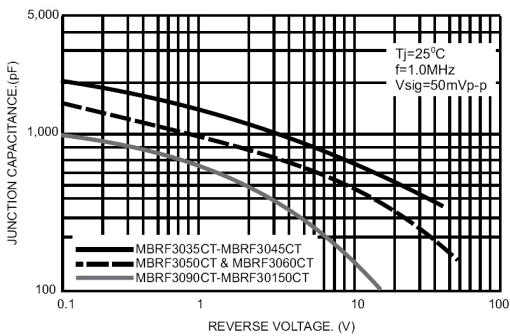 5,000
Tj=25⁰C
f=1.0MHz
Vsig=50mVp-p
1,000
JUNCTION CAPACITANCE.(pF)
MBRF3035CT-MBRF3045CT
MBRF3050CT & MBRF3060CT
MBRF3090CT-MBRF30150CT
100
0.1
1
10
100
REVERSE VOLTAGE. (V)